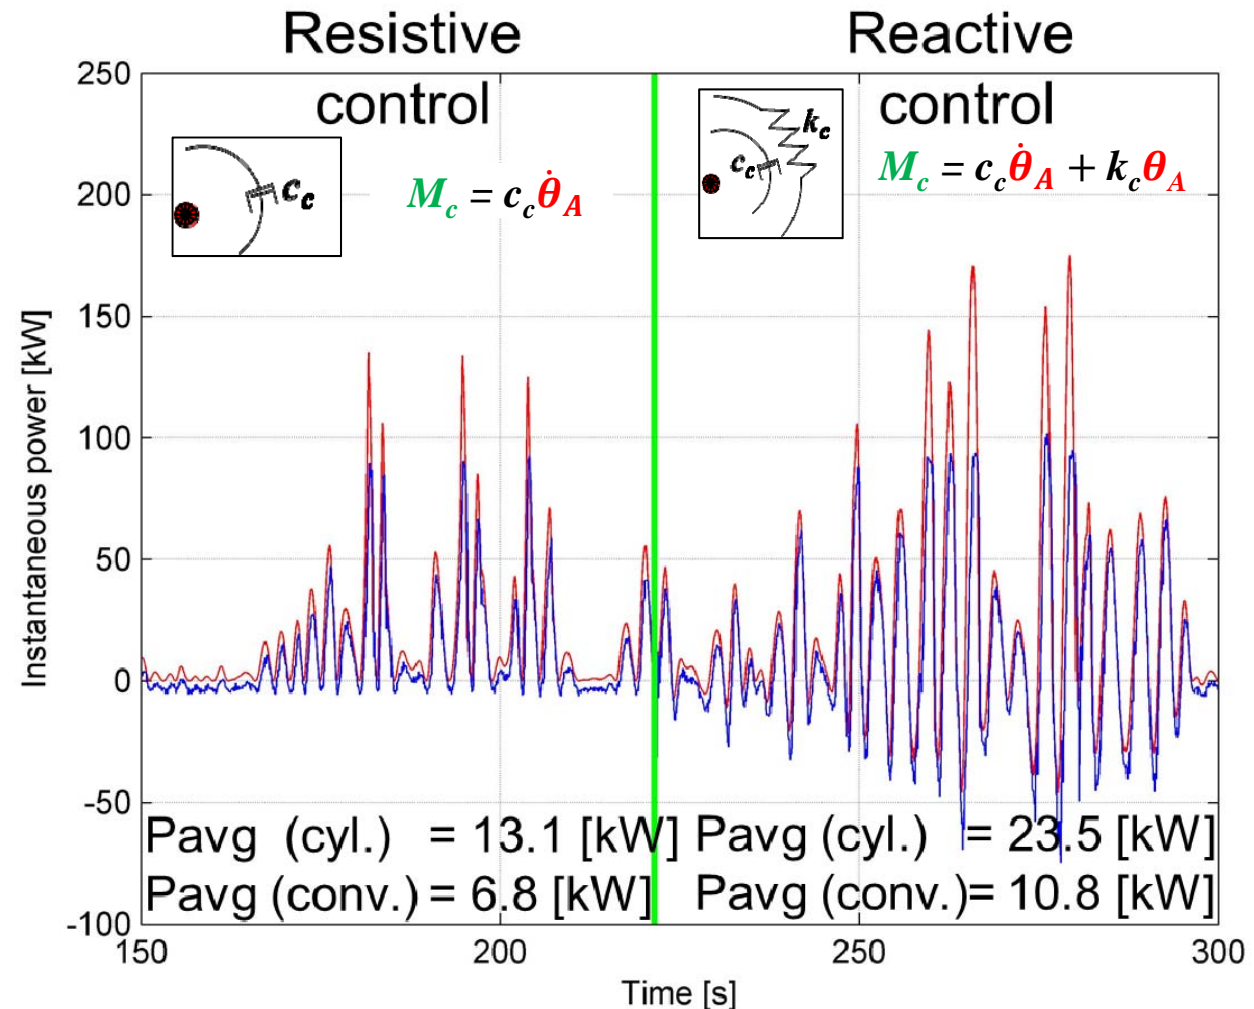 Resistive
control
Reactive
control
c_c
M_c = c_c θ̇_A
k_c
c_c
M_c = c_c θ̇_A + k_c θ_A
Instantaneous power [kW]
250
200
150
100
50
0
-50
-100
Pavg (cyl.) = 13.1 [kW]
Pavg (conv.) = 6.8 [kW]
Pavg (cyl.) = 23.5 [kW]
Pavg (conv.)= 10.8 [kW]
150 200 250 300
Time [s]